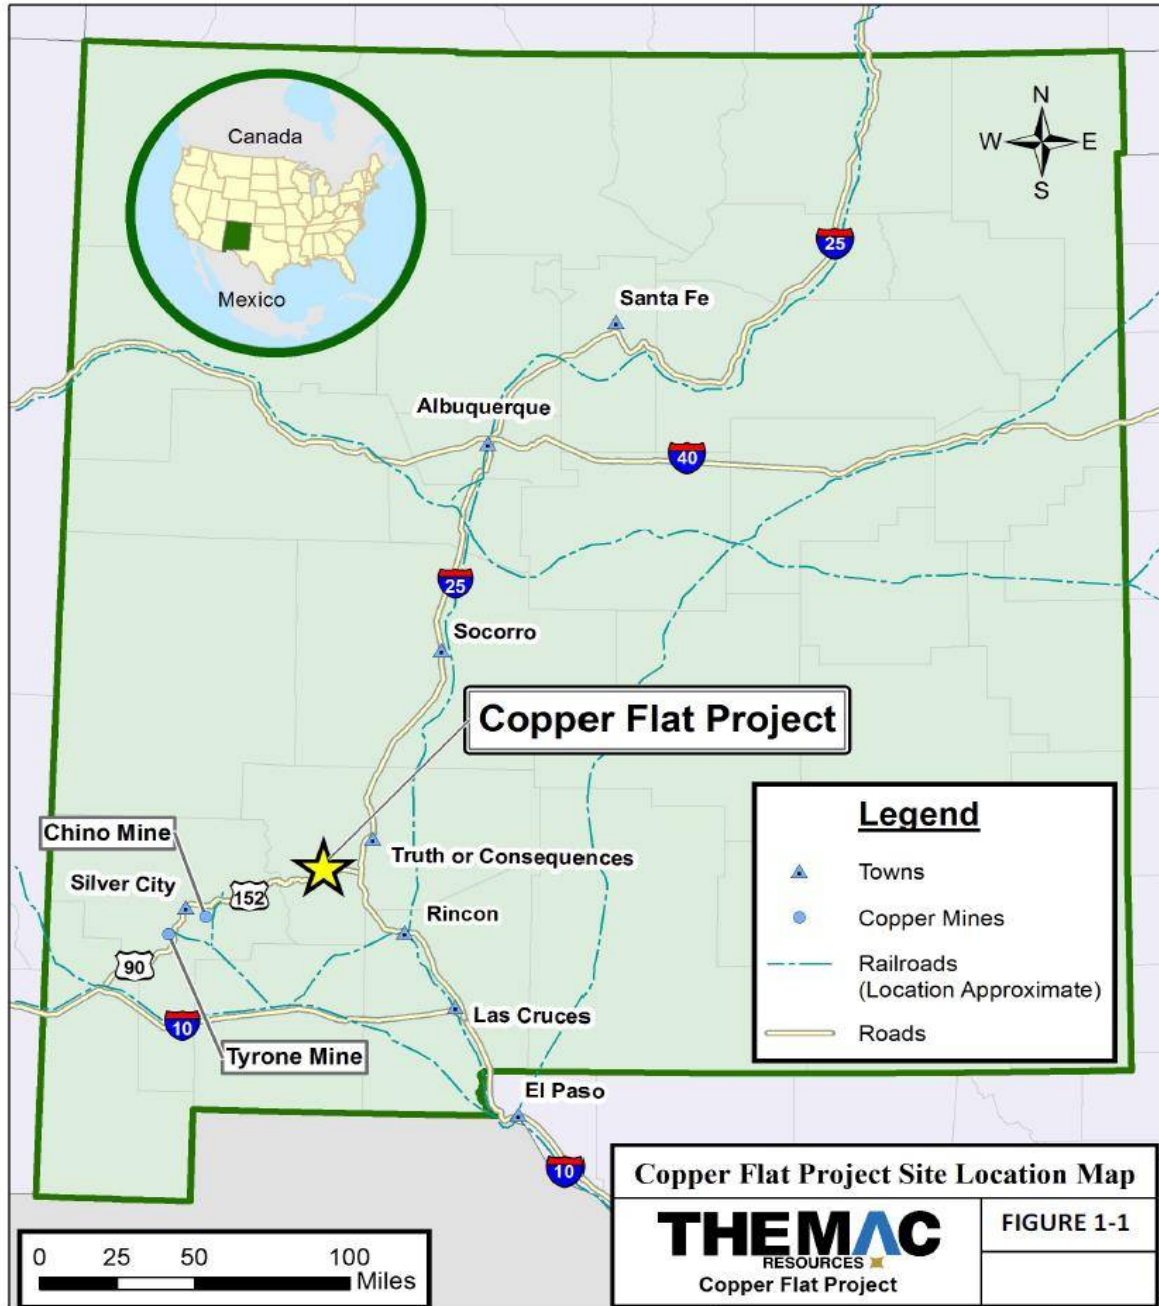 Canada
Mexico
N
W
E
S
25
Santa Fe
Albuquerque
40
25
Socorro
Copper Flat Project
Chino Mine
Silver City
152
Truth or Consequences
Rincon
90
10
Las Cruces
Tyrone Mine
El Paso
10
Legend
Towns
Copper Mines
Railroads
(Location Approximate)
Roads
0 25 50 100
Miles
Copper Flat Project Site Location Map
THEMAC
RESOURCES
Copper Flat Project
FIGURE 1-1